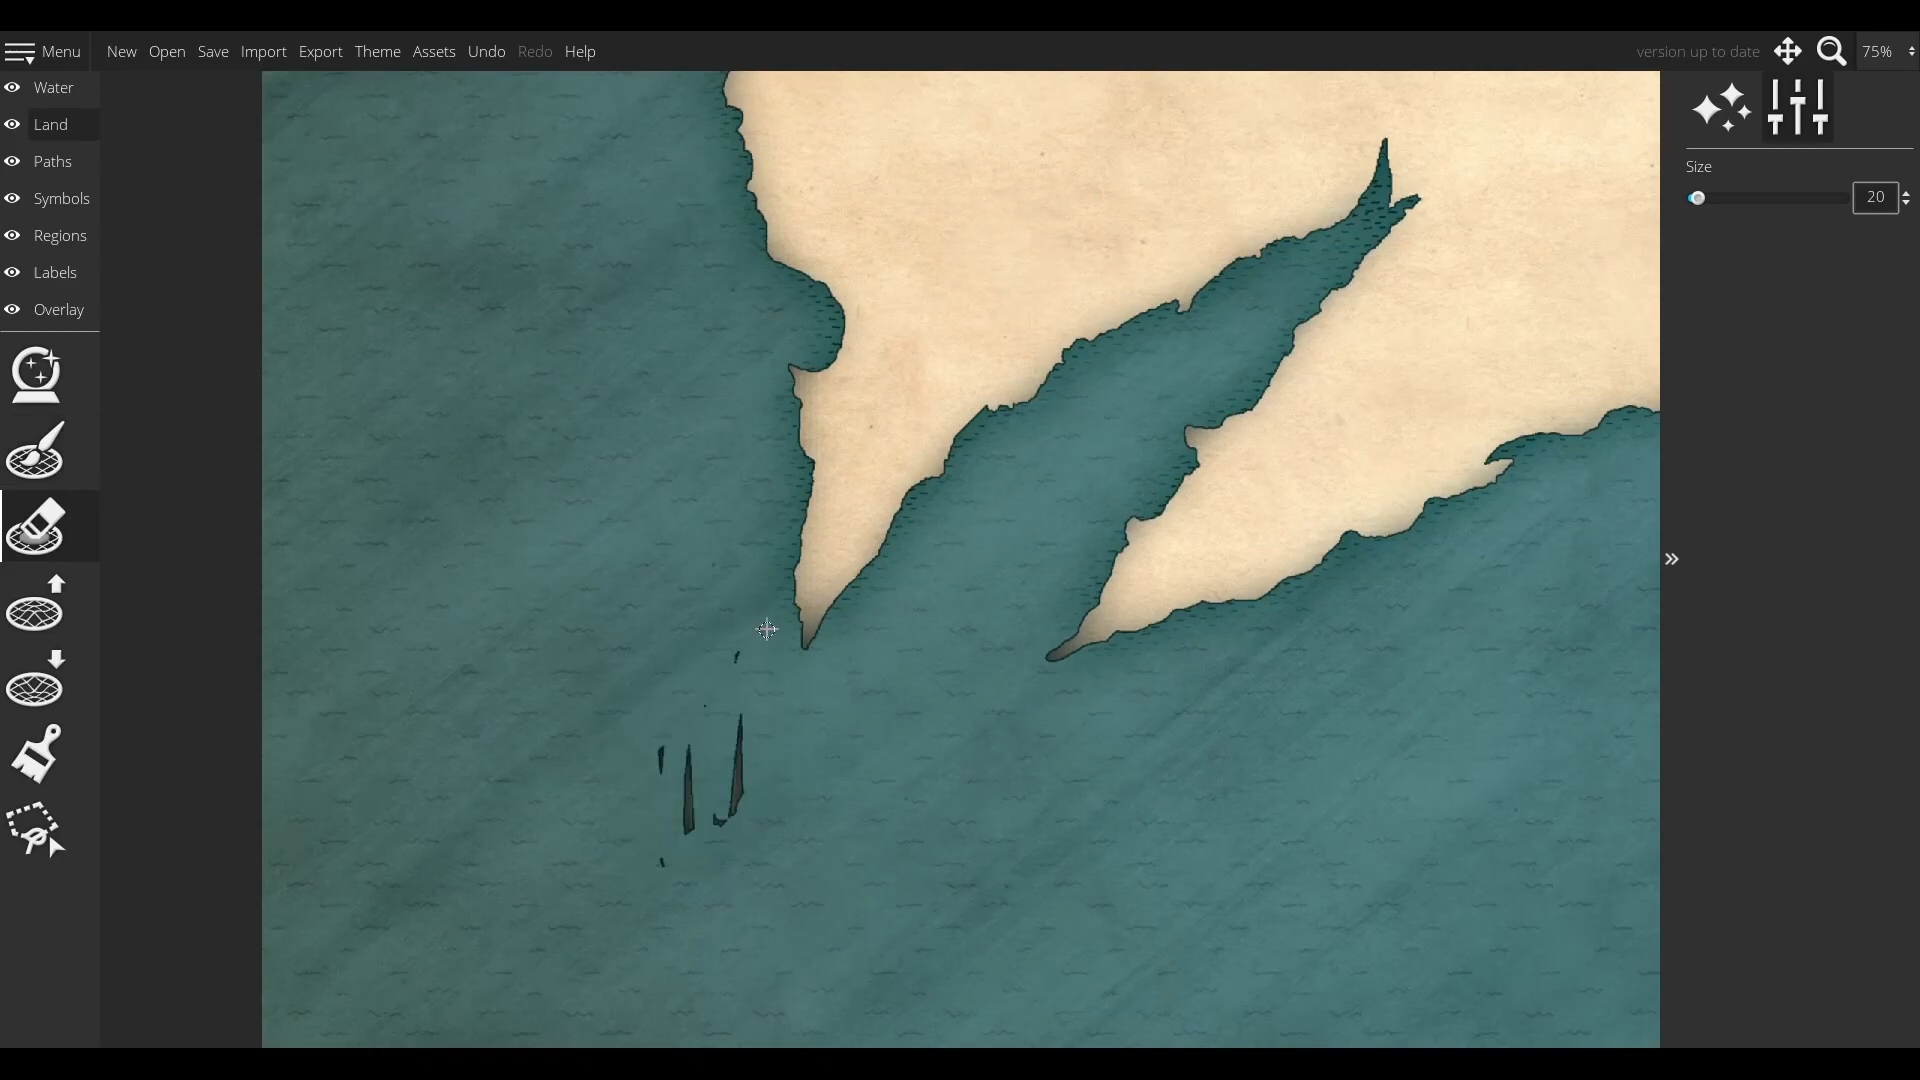 Menu New Open Save Import Export Theme Assets Undo Redo Help version up to date 75%
Water
Land
Paths
Symbols
Regions
Labels
Overlay
Size
20